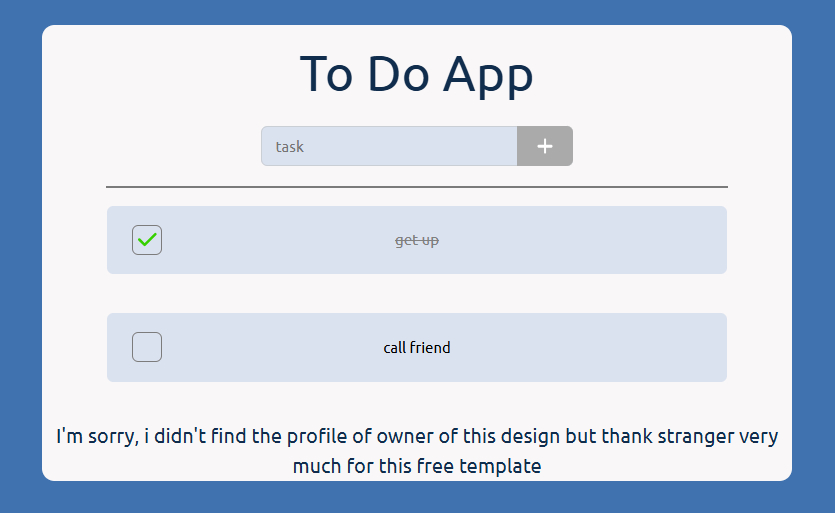 To Do App
task
get up
call friend
I'm sorry, i didn't find the profile of owner of this design but thank stranger very
much for this free template